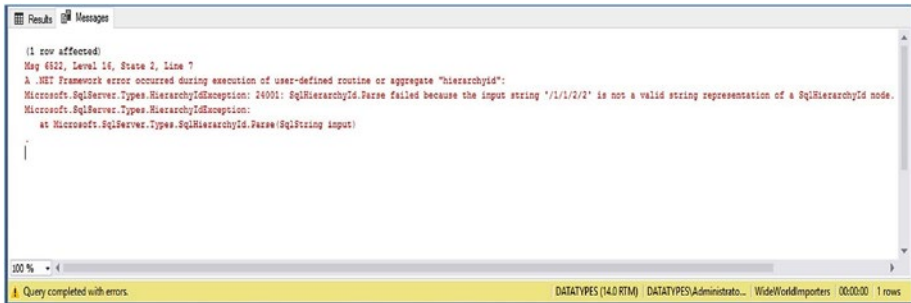 Results Messages
(1 row affected)
Msg 6522, Level 16, State 2, Line 7
A .NET Framework error occurred during execution of user-defined routine or aggregate "hierarchyid":
Microsoft.SqlServer.Types.HierarchyIdException: 24001: SqlHierarchyId.Parse failed because the input string '/1/1/2/2' is not a valid string representation of a SqlHierarchyId node.
Microsoft.SqlServer.Types.HierarchyIdException:
at Microsoft.SqlServer.Types.SqlHierarchyId.Parse(SqlString input)
.
100 %
Query completed with errors. DATATYPES (14.0 RTM) DATATYPES\Administrato... WideWorldImporters 00:00:00 1 rows